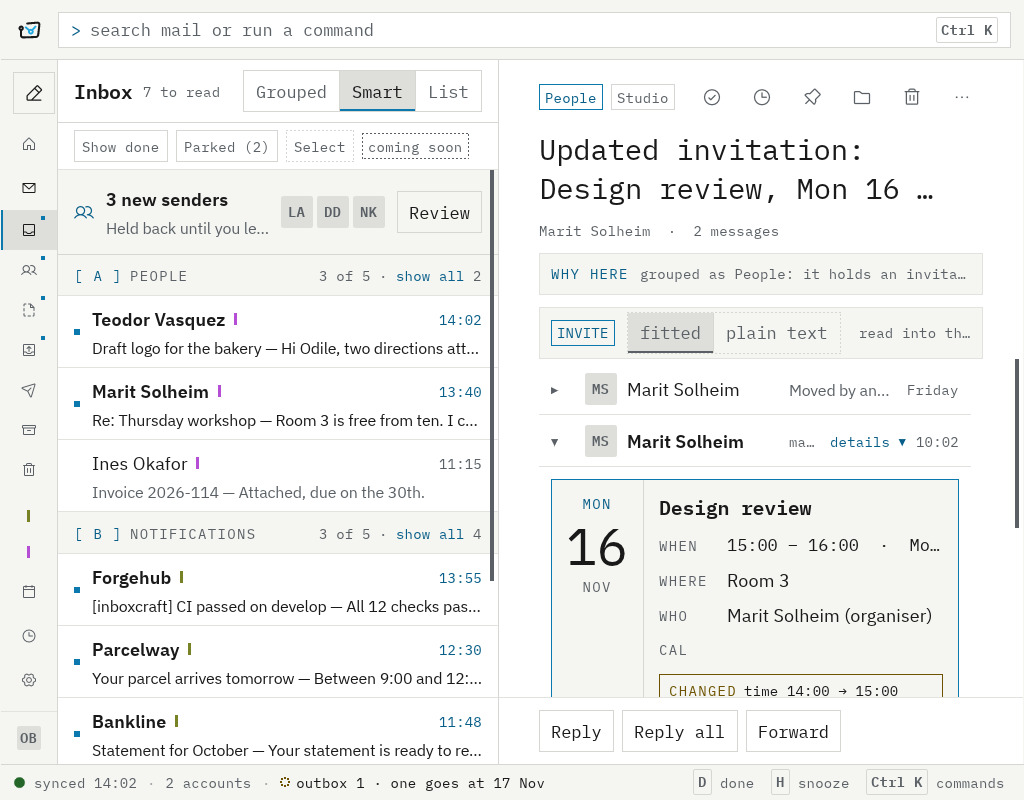 > search mail or run a command Ctrl K
Inbox 7 to read Grouped Smart List
Show done Parked (2) Select coming soon
3 new senders
Held back until you le… LA DD NK Review
[ A ] PEOPLE 3 of 5 · show all 2
Teodor Vasquez 14:02
Draft logo for the bakery — Hi Odile, two directions att…
Marit Solheim 13:40
Re: Thursday workshop — Room 3 is free from ten. I c…
Ines Okafor 11:15
Invoice 2026-114 — Attached, due on the 30th.
[ B ] NOTIFICATIONS 3 of 5 · show all 4
Forgehub 13:55
[inboxcraft] CI passed on develop — All 12 checks pas…
Parcelway 12:30
Your parcel arrives tomorrow — Between 9:00 and 12:…
Bankline 11:48
Statement for October — Your statement is ready to re…
OB
People Studio
Updated invitation:
Design review, Mon 16 …
Marit Solheim · 2 messages
WHY HERE grouped as People: it holds an invita…
INVITE fitted plain text read into th…
MS Marit Solheim Moved by an… Friday
MS Marit Solheim ma… details ▾ 10:02
MON
16
NOV
Design review
WHEN 15:00 – 16:00 · Mo…
WHERE Room 3
WHO Marit Solheim (organiser)
CAL
CHANGED time 14:00 → 15:00
Reply Reply all Forward
synced 14:02 · 2 accounts · outbox 1 · one goes at 17 Nov D done H snooze Ctrl K commands